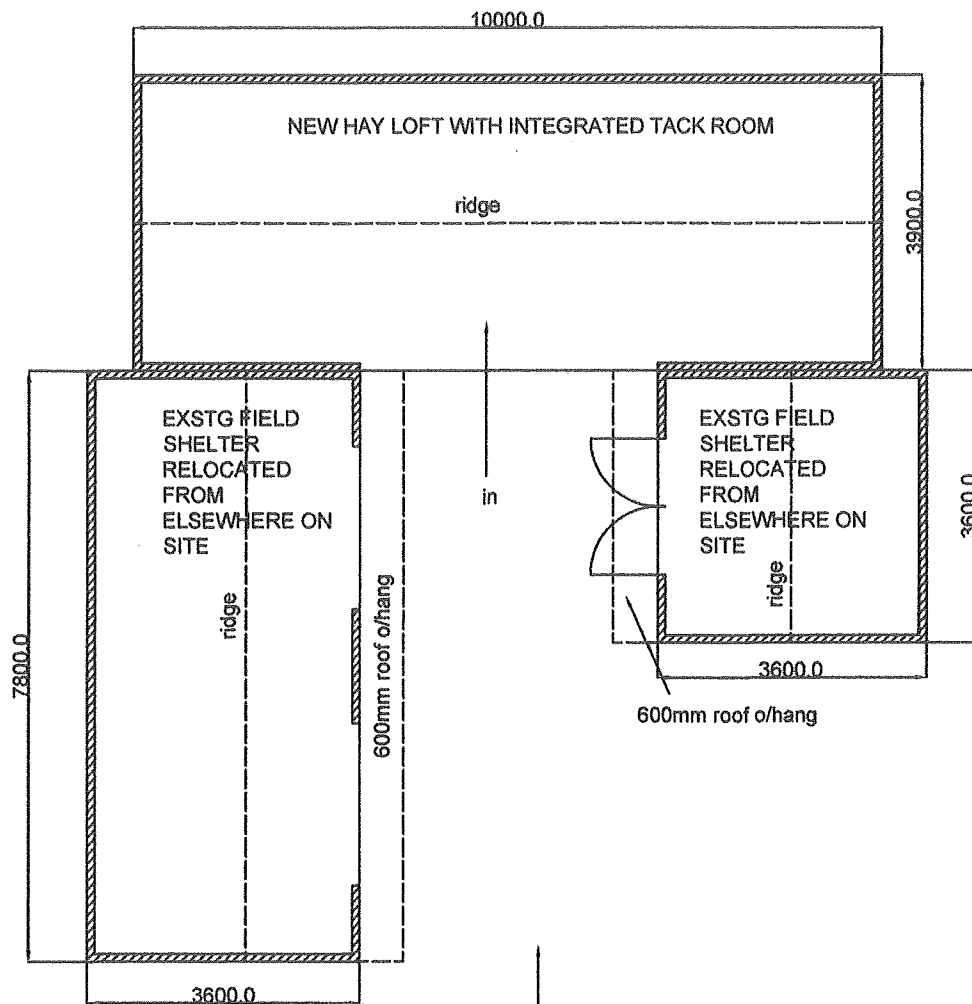 10000.0
NEW HAY LOFT WITH INTEGRATED TACK ROOM
ridge
3900.0
EXSTG FIELD
SHELTER
RELOCATED
FROM
ELSEWHERE ON
SITE
in
EXSTG FIELD
SHELTER
RELOCATED
FROM
ELSEWHERE ON
SITE
3600.0
ridge
ridge
600mm roof o/hang
7800.0
3600.0
600mm roof o/hang
3600.0